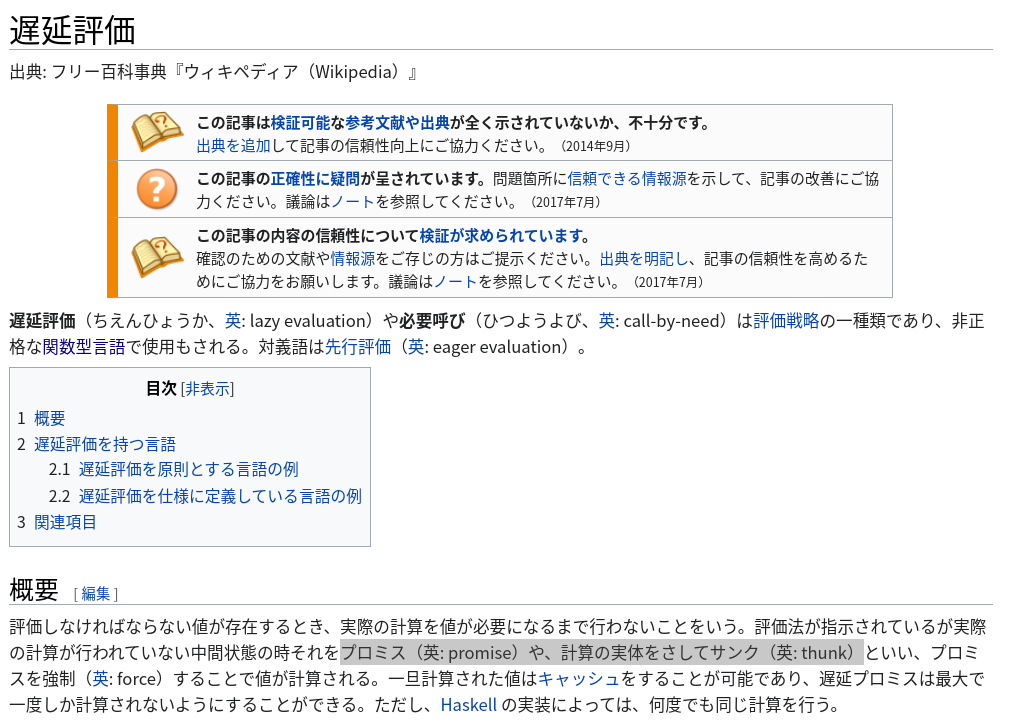 遅延評価
出典: フリー百科事典『ウィキペディア（Wikipedia）』
この記事は検証可能な参考文献や出典が全く示されていないか、不十分です。
出典を追加して記事の信頼性向上にご協力ください。（2014年9月）
この記事の正確性に疑問が呈されています。問題箇所に信頼できる情報源を示して、記事の改善にご協
力ください。議論はノートを参照してください。（2017年7月）
この記事の内容の信頼性について検証が求められています。
確認のための文献や情報源をご存じの方はご提示ください。出典を明記し、記事の信頼性を高めるた
めにご協力をお願いします。議論はノートを参照してください。（2017年7月）
遅延評価（ちえんひょうか、英: lazy evaluation）や必要呼び（ひつようよび、英: call-by-need）は評価戦略の一種類であり、非正
格な関数型言語で使用もされる。対義語は先行評価（英: eager evaluation）。
目次 [非表示]
1 概要
2 遅延評価を持つ言語
2.1 遅延評価を原則とする言語の例
2.2 遅延評価を仕様に定義している言語の例
3 関連項目
概要 [ 編集 ]
評価しなければならない値が存在するとき、実際の計算を値が必要になるまで行わないことをいう。評価法が指示されているが実際
の計算が行われていない中間状態の時それをプロミス（英: promise）や、計算の実体をさしてサンク（英: thunk）といい、プロミ
スを強制（英: force）することで値が計算される。一旦計算された値はキャッシュをすることが可能であり、遅延プロミスは最大で
一度しか計算されないようにすることができる。ただし、Haskell の実装によっては、何度でも同じ計算を行う。